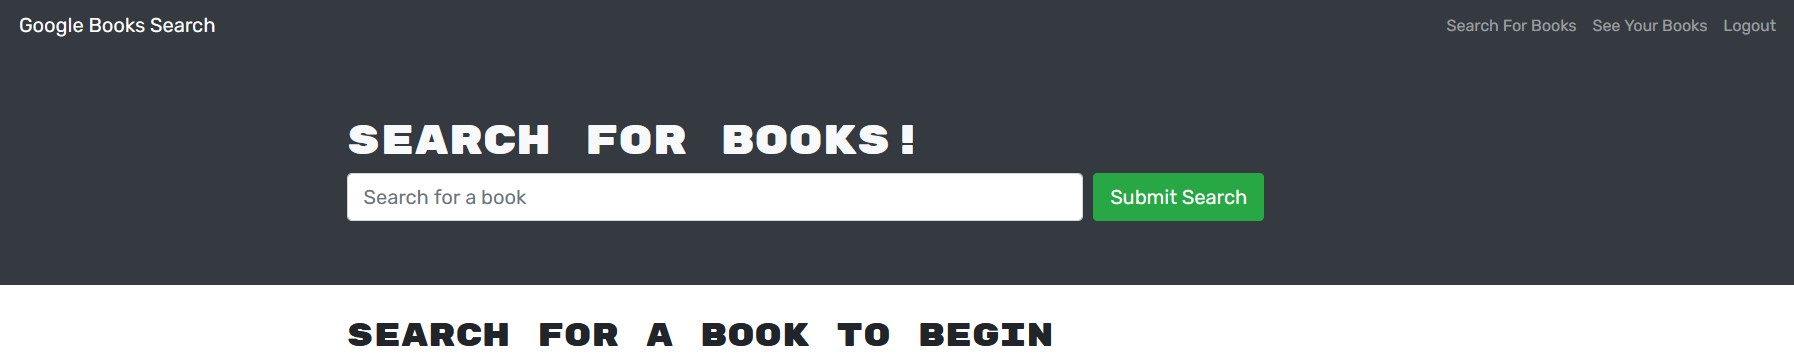 Google Books Search
Search For Books
See Your Books
Logout
SEARCH FOR BOOKS!
Search for a book
Submit Search
SEARCH FOR A BOOK TO BEGIN